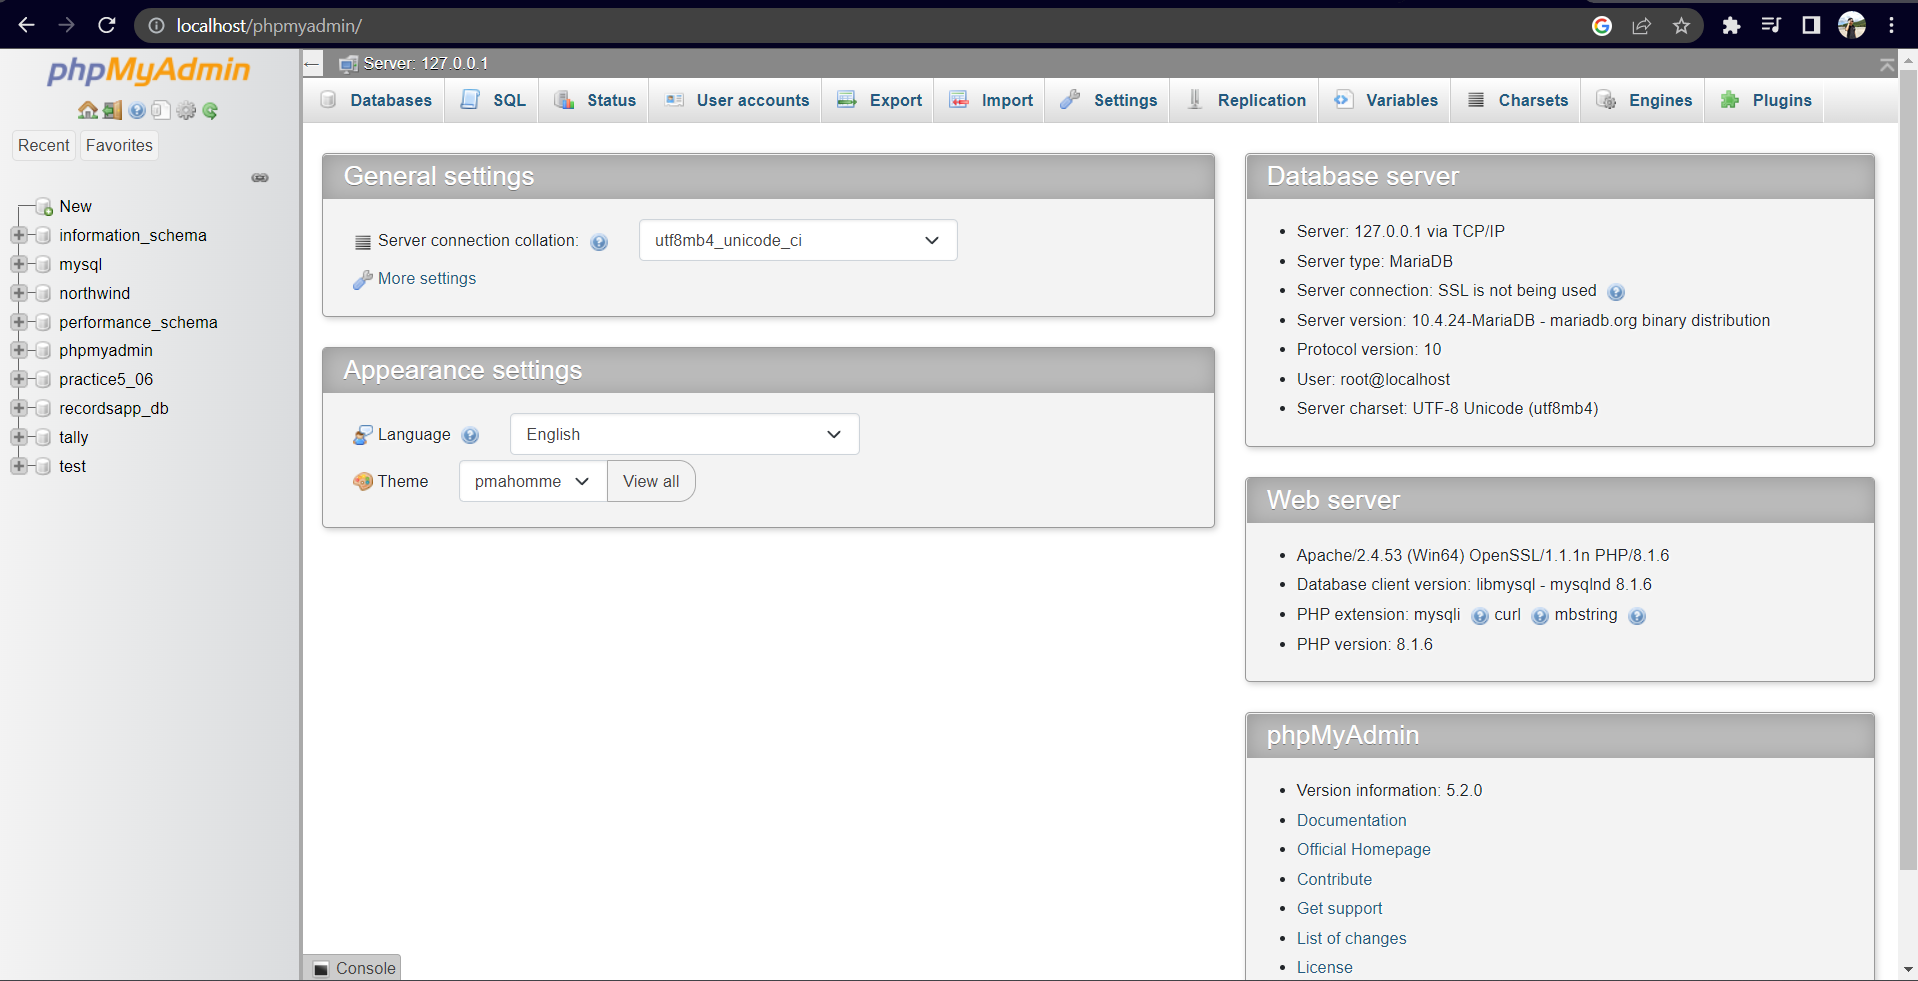 localhost/phpmyadmin/
phpMyAdmin
Recent Favorites
New
information_schema
mysql
northwind
performance_schema
phpmyadmin
practice5_06
recordsapp_db
tally
test
Server: 127.0.0.1
Databases SQL Status User accounts Export Import Settings Replication Variables Charsets Engines Plugins
General settings
Server connection collation: utf8mb4_unicode_ci
More settings
Appearance settings
Language English
Theme pmahomme View all
Database server
Server: 127.0.0.1 via TCP/IP
Server type: MariaDB
Server connection: SSL is not being used
Server version: 10.4.24-MariaDB - mariadb.org binary distribution
Protocol version: 10
User: root@localhost
Server charset: UTF-8 Unicode (utf8mb4)
Web server
Apache/2.4.53 (Win64) OpenSSL/1.1.1n PHP/8.1.6
Database client version: libmysql - mysqlnd 8.1.6
PHP extension: mysqli curl mbstring
PHP version: 8.1.6
phpMyAdmin
Version information: 5.2.0
Documentation
Official Homepage
Contribute
Get support
List of changes
License
Console